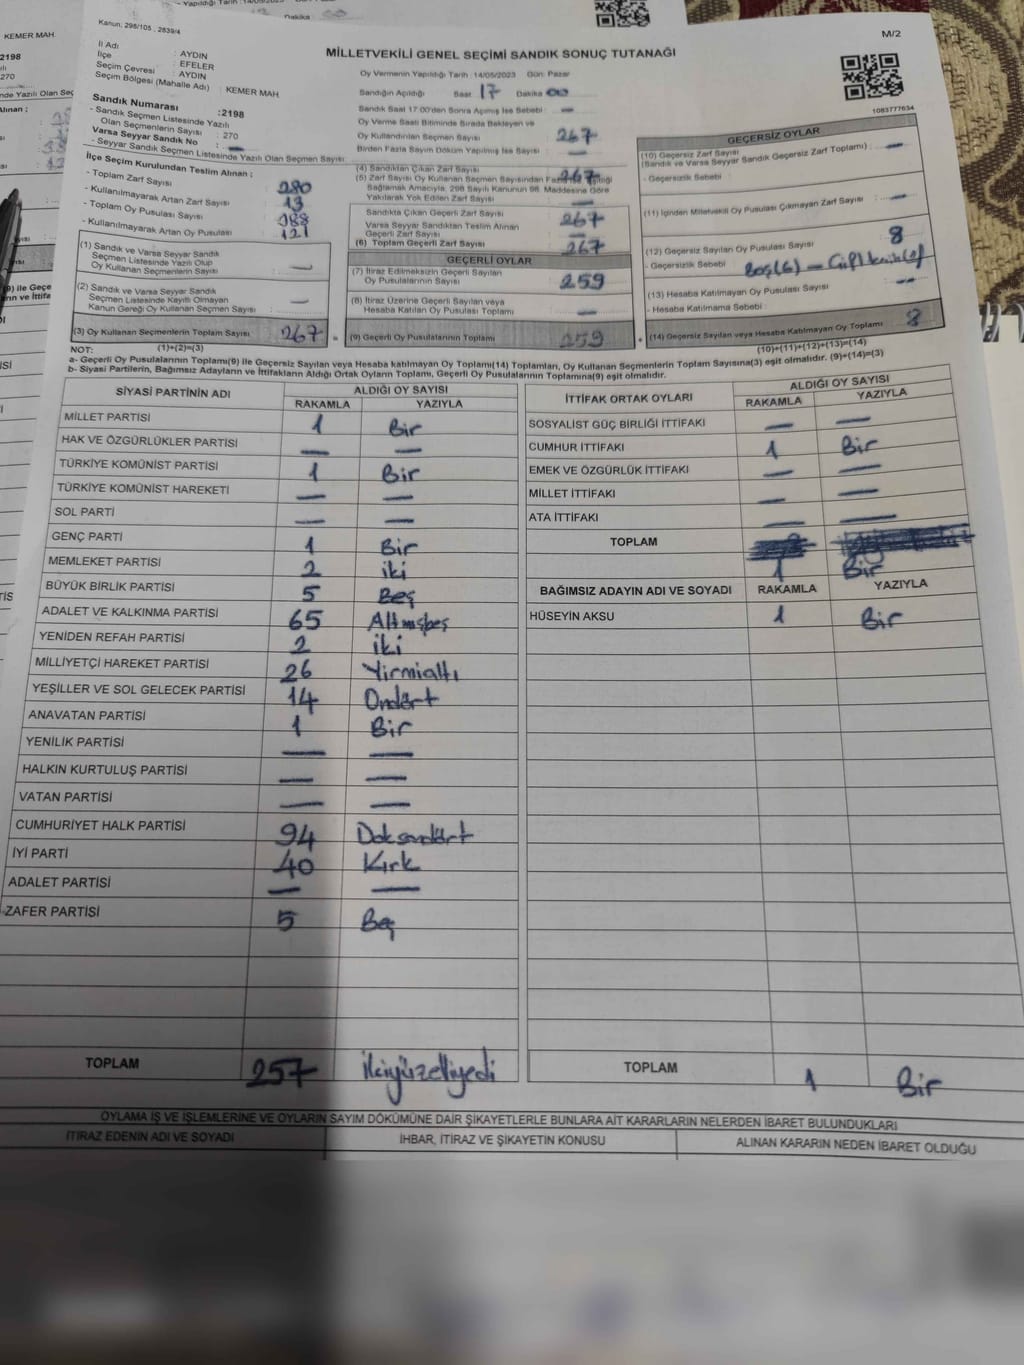 Kanun; 298/105, 2839/4
M/2
MİLLETVEKİLİ GENEL SEÇİMİ SANDIK SONUÇ TUTANAĞI
KEMER MAH.
2198
270
İl Adı : AYDIN
İlçe : EFELER
Seçim Çevresi : AYDIN
Seçim Bölgesi (Mahalle Adı) : KEMER MAH
Oy Vermenin Yapıldığı Tarih :14/05/2023 Gün: Pazar
Sandığın Açıldığı Saat 17 Dakika 00
1083777634
Sandık Numarası :2198
- Sandık Seçmen Listesinde Yazılı
Olan Seçmenlerin Sayısı : 270
Varsa Seyyar Sandık No : —
- Seyyar Sandık Seçmen Listesinde Yazılı Olan Seçmen Sayısı:
Sandık Saat 17:00'den Sonra Açılmış İse Sebebi : —
Oy Verme Saati Bitiminde Sırada Bekleyen ve
Oy Kullandırılan Seçmen Sayısı : 267
Birden Fazla Sayım Döküm Yapılmış İse Sayısı : —
İlçe Seçim Kurulundan Teslim Alınan :
- Toplam Zarf Sayısı : 280
- Kullanılmayarak Artan Zarf Sayısı : 13
- Toplam Oy Pusulası Sayısı : 388
- Kullanılmayarak Artan Oy Pusulası : 121
(1) Sandık ve Varsa Seyyar Sandık
Seçmen Listesinde Yazılı Olup
Oy Kullanan Seçmenlerin Sayısı : —
(2) Sandık ve Varsa Seyyar Sandık
Seçmen Listesinde Kayıtlı Olmayan
Kanun Gereği Oy Kullanan Seçmen Sayısı : —
(3) Oy Kullanan Seçmenlerin Toplam Sayısı : 267
(1)+(2)=(3)
(4) Sandıktan Çıkan Zarf Sayısı : 267
(5) Zarf Sayısı Oy Kullanan Seçmen Sayısından Fazla İse, Eşitliği
Sağlamak Amacıyla, 298 Sayılı Kanunun 98. Maddesine Göre
Yakılarak Yok Edilen Zarf Sayısı : —
Sandıkta Çıkan Geçerli Zarf Sayısı : 267
Varsa Seyyar Sandıktan Teslim Alınan
Geçerli Zarf Sayısı : —
(6) Toplam Geçerli Zarf Sayısı : 267
GEÇERLİ OYLAR
(7) İtiraz Edilmeksizin Geçerli Sayılan
Oy Pusulalarının Sayısı : 259
(8) İtiraz Üzerine Geçerli Sayılan veya
Hesaba Katılan Oy Pusulası Toplamı : —
(9) Geçerli Oy Pusulalarının Toplamı : 259
GEÇERSİZ OYLAR
(10) Geçersiz Zarf Sayısı
(Sandık ve Varsa Seyyar Sandık Geçersiz Zarf Toplamı) : —
- Geçersizlik Sebebi :
(11) İçinden Milletvekili Oy Pusulası Çıkmayan Zarf Sayısı : —
(12) Geçersiz Sayılan Oy Pusulası Sayısı : 8
- Geçersizlik Sebebi :
(13) Hesaba Katılmayan Oy Pusulası Sayısı : —
- Hesaba Katılmama Sebebi :
(14) Geçersiz Sayılan veya Hesaba Katılmayan Oy Toplamı : 8
(10)+(11)+(12)+(13)=(14)
NOT:
a- Geçerli Oy Pusulalarının Toplamı(9) ile Geçersiz Sayılan veya Hesaba katılmayan Oy Toplamı(14) Toplamları, Oy Kullanan Seçmenlerin Toplam Sayısına(3) eşit olmalıdır. (9)+(14)=(3)
b- Siyasi Partilerin, Bağımsız Adayların ve İttifakların Aldığı Ortak Oyların Toplamı, Geçerli Oy Pusulalarının Toplamına(9) eşit olmalıdır.
SİYASİ PARTİNİN ADI ALDIĞI OY SAYISI
RAKAMLA YAZIYLA
MİLLET PARTİSİ 1 Bir
HAK VE ÖZGÜRLÜKLER PARTİSİ — —
TÜRKİYE KOMÜNİST PARTİSİ 1 Bir
TÜRKİYE KOMÜNİST HAREKETİ — —
SOL PARTİ — —
GENÇ PARTİ 1 Bir
MEMLEKET PARTİSİ 2 iki
BÜYÜK BİRLİK PARTİSİ 5 Beş
ADALET VE KALKINMA PARTİSİ 65 Altmışbeş
YENİDEN REFAH PARTİSİ 2 iki
MİLLİYETÇİ HAREKET PARTİSİ 26 Yirmialtı
YEŞİLLER VE SOL GELECEK PARTİSİ 14 Ondört
ANAVATAN PARTİSİ 1 Bir
YENİLİK PARTİSİ — —
HALKIN KURTULUŞ PARTİSİ — —
VATAN PARTİSİ — —
CUMHURİYET HALK PARTİSİ 94 Doksandört
İYİ PARTİ 40 Kırk
ADALET PARTİSİ — —
ZAFER PARTİSİ 5 Beş
TOPLAM 257 ikiyüzelliyedi
İTTİFAK ORTAK OYLARI ALDIĞI OY SAYISI
RAKAMLA YAZIYLA
SOSYALİST GÜÇ BİRLİĞİ İTTİFAKI — —
CUMHUR İTTİFAKI 1 Bir
EMEK VE ÖZGÜRLÜK İTTİFAKI — —
MİLLET İTTİFAKI — —
ATA İTTİFAKI — —
TOPLAM 1 Bir
BAĞIMSIZ ADAYIN ADI VE SOYADI RAKAMLA YAZIYLA
HÜSEYİN AKSU 1 Bir
TOPLAM 1 Bir
OYLAMA İŞ VE İŞLEMLERİNE VE OYLARIN SAYIM DÖKÜMÜNE DAİR ŞİKAYETLERLE BUNLARA AİT KARARLARIN NELERDEN İBARET BULUNDUKLARI
İTİRAZ EDENİN ADI VE SOYADI İHBAR, İTİRAZ VE ŞİKAYETİN KONUSU ALINAN KARARIN NEDEN İBARET OLDUĞU